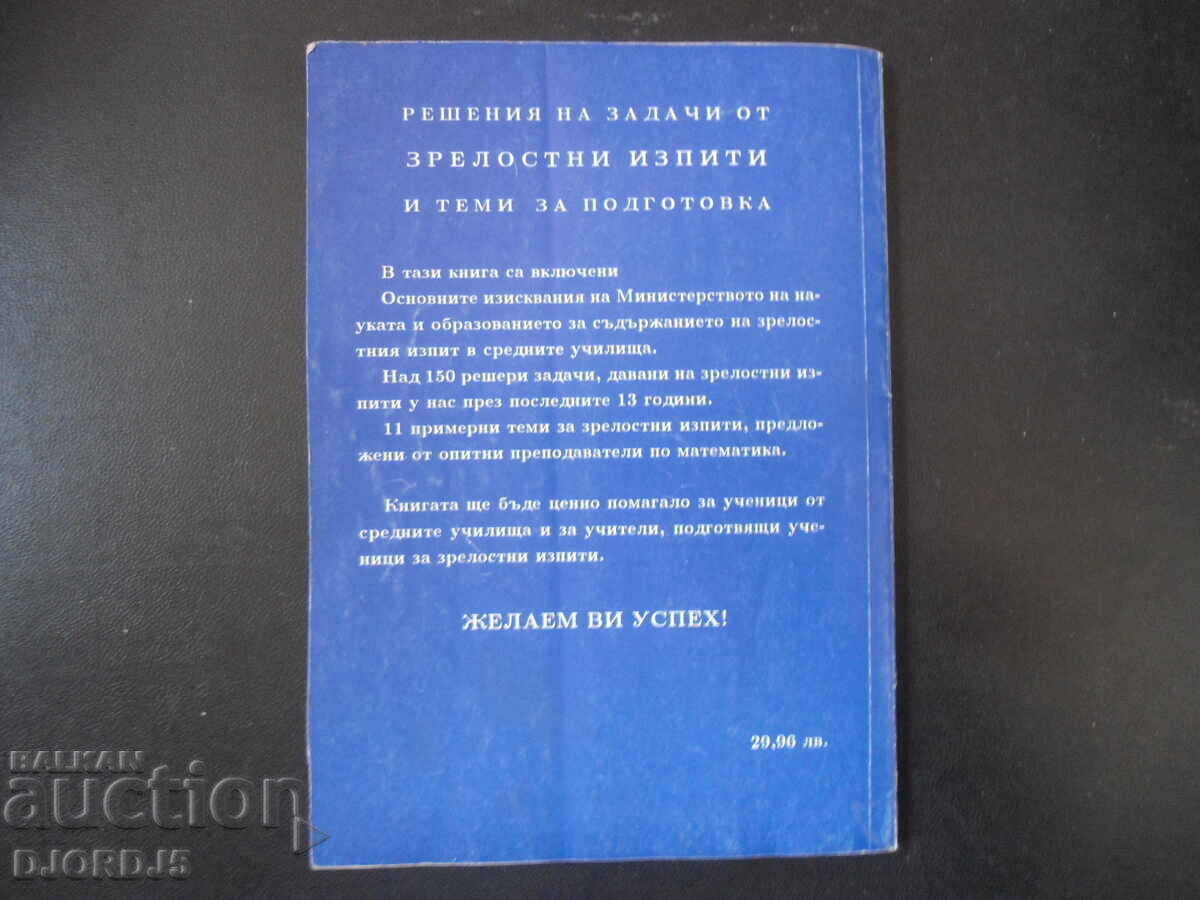 РЕШЕНИЯ НА ЗАДАЧИ ОТ
ЗРЕЛОСТНИ ИЗПИТИ
И ТЕМИ ЗА ПОДГОТОВКА
В тази книга са включени
Основните изисквания на Министерството на на-
уката и образованието за съдържанието на зрелос-
тния изпит в средните училища.
Над 150 решери задачи, давани на зрелостни из-
пити у нас през последните 13 години.
11 примерни теми за зрелостни изпити, предло-
жени от опитни преподаватели по математика.
Книгата ще бъде ценно помагало за ученици от
средните училища и за учители, подготвящи уче-
ници за зрелостни изпити.
ЖЕЛАЕМ ВИ УСПЕХ!
29,96 лв.
BALKAN
auction
DJORDJ5